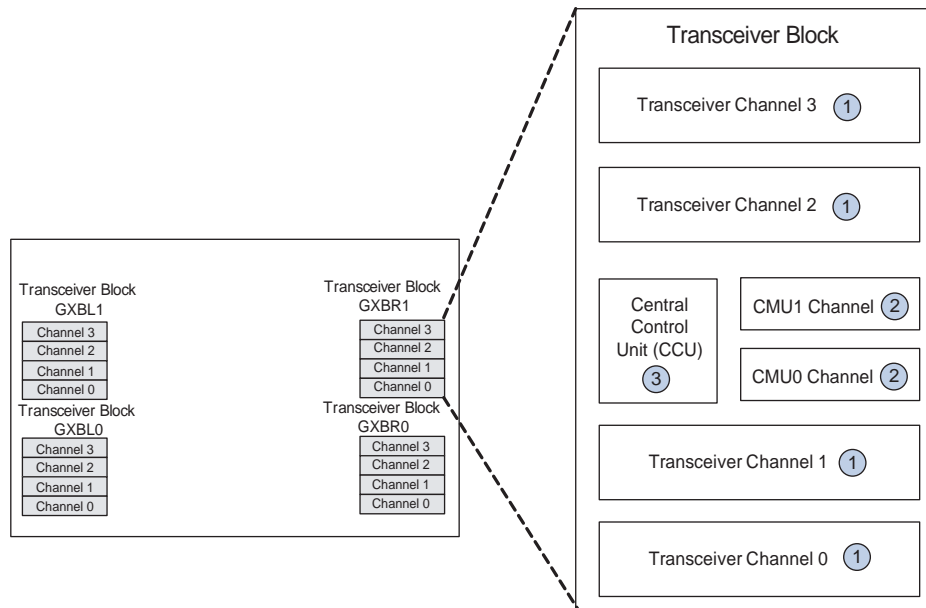 Transceiver Block
GXBL1
Channel 3
Channel 2
Channel 1
Channel 0
Transceiver Block
GXBL0
Channel 3
Channel 2
Channel 1
Channel 0
Transceiver Block
GXBR1
Channel 3
Channel 2
Channel 1
Channel 0
Transceiver Block
GXBR0
Channel 3
Channel 2
Channel 1
Channel 0
Transceiver Block
Transceiver Channel 3 1
Transceiver Channel 2 1
Central
Control
Unit (CCU)
3
CMU1 Channel 2
CMU0 Channel 2
Transceiver Channel 1 1
Transceiver Channel 0 1